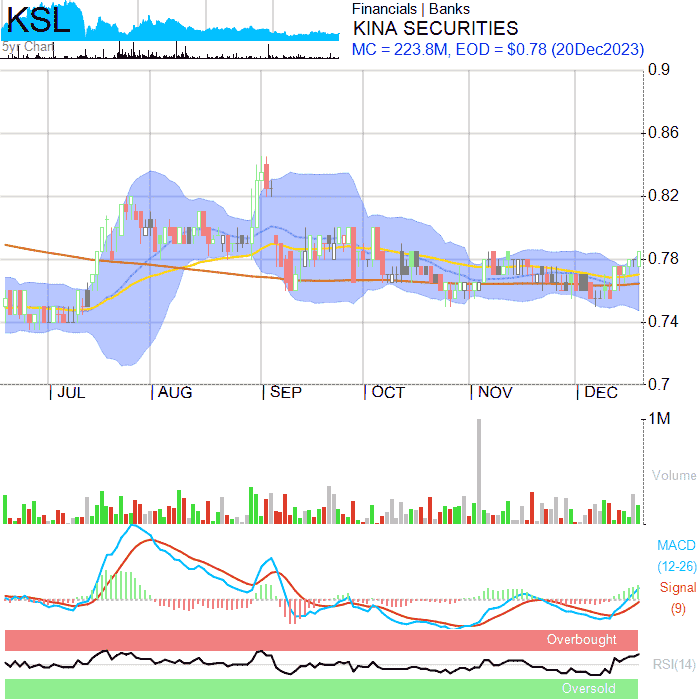 KSL
5yr Chart
Financials | Banks
KINA SECURITIES
MC = 223.8M, EOD = $0.78 (20Dec2023)
0.9
0.86
0.82
0.78
0.74
0.7
JUL
AUG
SEP
OCT
NOV
DEC
1M
Volume
MACD
(12-26)
Signal
(9)
Overbought
RSI(14)
Oversold